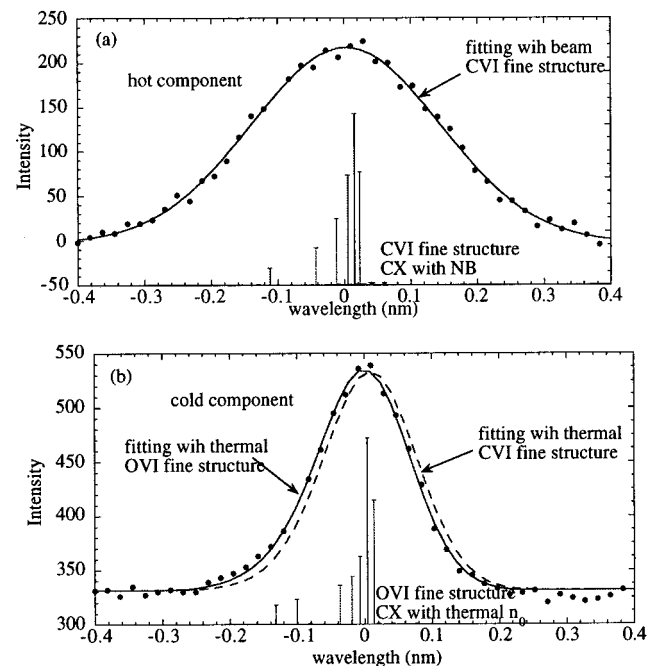 (a)
250
200
150
100
50
0
-50
Intensity
hot component
fitting wih beam
CVI fine structure
CVI fine structure
CX with NB
-0.4 -0.3 -0.2 -0.1 0 0.1 0.2 0.3 0.4
wavelength (nm)
(b)
550
500
450
400
350
300
Intensity
cold component
fitting wih thermal
OVI fine structure
fitting wih thermal
CVI fine structure
OVI fine structure
CX with thermal n0
-0.4 -0.3 -0.2 -0.1 0 0.1 0.2 0.3 0.4
wavelength (nm)